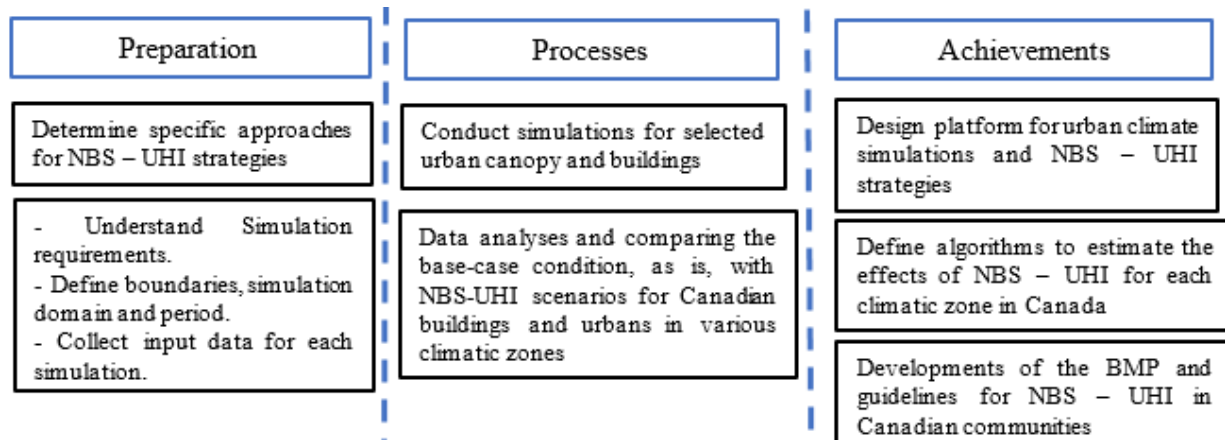 Preparation
Determine specific approaches
for NBS – UHI strategies
- Understand Simulation
requirements.
- Define boundaries, simulation
domain and period.
- Collect input data for each
simulation.
Processes
Conduct simulations for selected
urban canopy and buildings
Data analyses and comparing the
base-case condition, as is, with
NBS-UHI scenarios for Canadian
buildings and urbans in various
climatic zones
Achievements
Design platform for urban climate
simulations and NBS – UHI
strategies
Define algorithms to estimate the
effects of NBS – UHI for each
climatic zone in Canada
Developments of the BMP and
guidelines for NBS – UHI in
Canadian communities